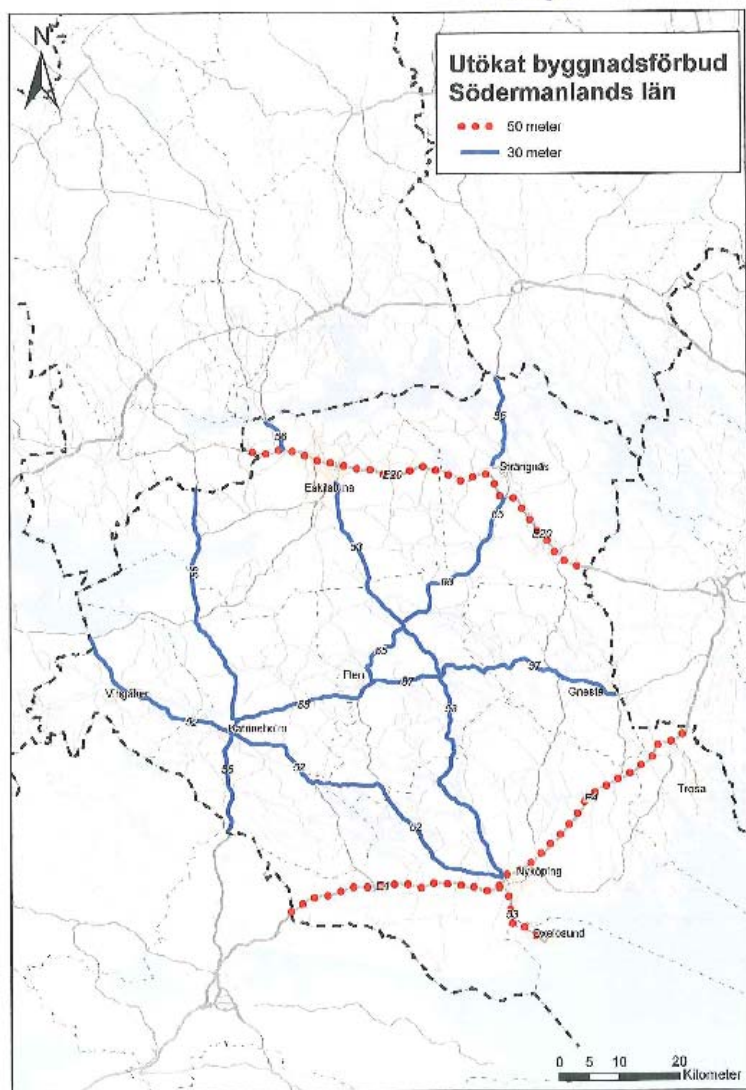 N
Utökat byggnadsförbud
Södermanlands län
50 meter
30 meter
56
Strängnäs
E20
Eskilstuna
55
E20
53
56
55
55
Flen
57
57
Vingåker
Gnesta
52
55
Katrineholm
53
52
55
E4
Trosa
52
Nyköping
E4
53
Oxelösund
0 5 10 20
Kilometer